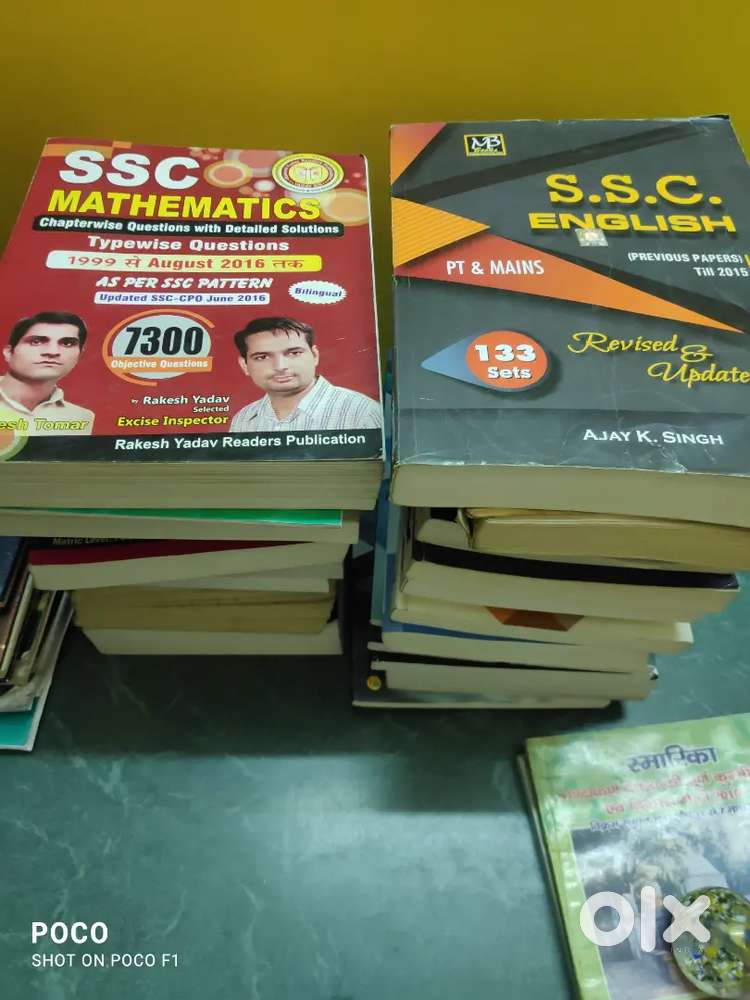 SSC
MATHEMATICS
Chapterwise Questions with Detailed Solutions
Typewise Questions
1999 से August 2016 तक
AS PER SSC PATTERN
Updated SSC-CPO June 2016
Bilingual
7300
Objective Questions
by Rakesh Yadav
Selected
Excise Inspector
esh Tomar
Rakesh Yadav Readers Publication
MB
Books
S.S.C.
ENGLISH
(PREVIOUS PAPERS)
Till 2015
PT & MAINS
133
Sets
Revised &
Update
AJAY K. SINGH
Matric Level
स्मारिका
olx
POCO
SHOT ON POCO F1